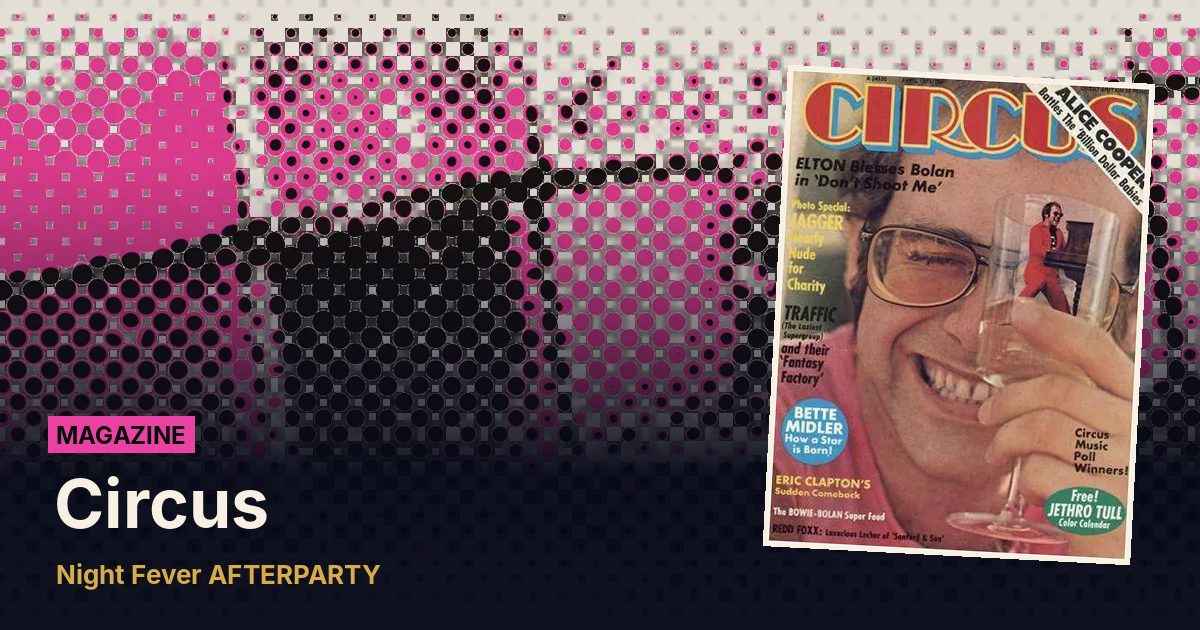 MAGAZINE
Circus
Night Fever AFTERPARTY
CIRCUS
ALICE COOPER
Battles The 'Billion Dollar Babies'
ELTON Blesses Bolan
in 'Don't Shoot Me'
Photo Special:
JAGGER
Nearly
Nude
for
Charity
TRAFFIC
(The Laziest
Supergroup)
and their
'Fantasy
Factory'
BETTE
MIDLER
How a Star
is Born!
Circus
Music
Poll
Winners!
ERIC CLAPTON'S
Sudden Comeback
Free!
JETHRO TULL
Color Calendar
The BOWIE-BOLAN Super Feud
REDD FOXX: Luxurious Lecher of 'Sanford & Son'